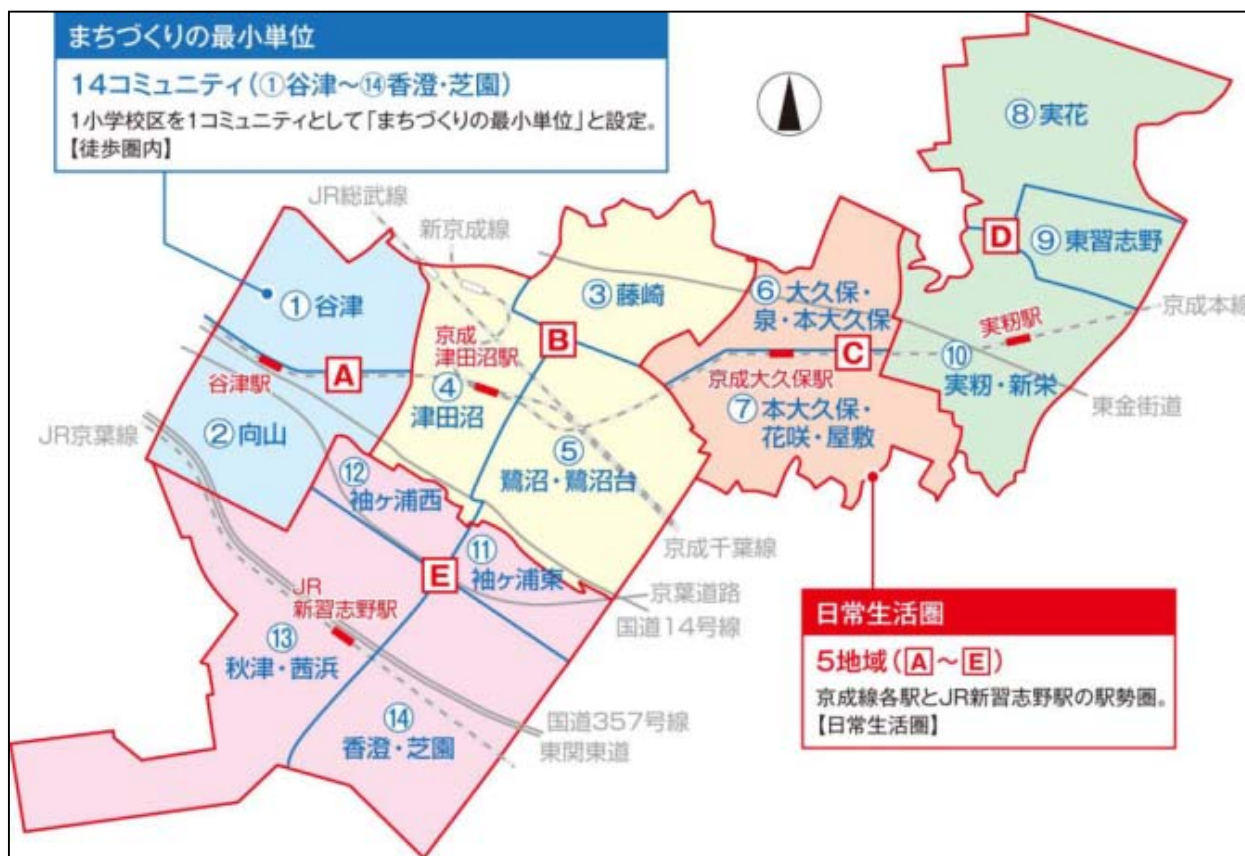 まちづくりの最小単位
14コミュニティ(①谷津～⑭香澄・芝園)
1小学校区を1コミュニティとして「まちづくりの最小単位」と設定。
【徒歩圏内】
JR総武線
新京成線
⑧実花
D
⑨東習志野
①谷津
③藤崎
⑥大久保・
泉・本大久保
京成本線
実籾駅
京成
津田沼駅
B
谷津駅
A
④
津田沼
京成大久保駅
C
⑩
実籾・新栄
東金街道
JR京葉線
②向山
⑤
鷺沼・鷺沼台
⑦本大久保・
花咲・屋敷
⑫
袖ヶ浦西
⑪
袖ヶ浦東
E
京成千葉線
京葉道路
国道14号線
JR
新習志野駅
⑬
秋津・茜浜
⑭
香澄・芝園
国道357号線
東関東道
日常生活圏
5地域(A～E)
京成線各駅とJR新習志野駅の駅勢圏。
【日常生活圏】